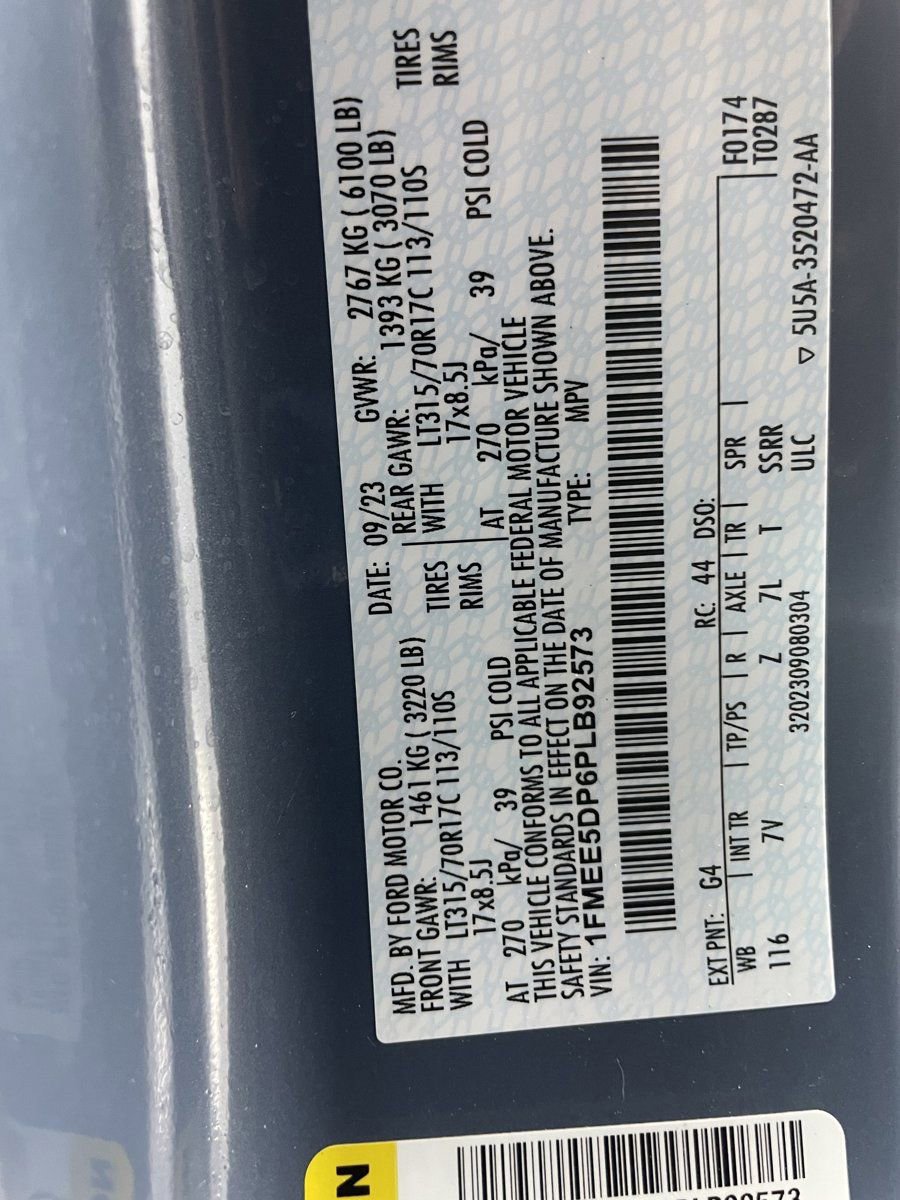 MFD. BY FORD MOTOR CO. DATE: 09/23 GVWR: 2767 KG ( 6100 LB)
FRONT GAWR: 1461 KG ( 3220 LB) REAR GAWR: 1393 KG ( 3070 LB)
WITH LT315/70R17C 113/110S TIRES WITH LT315/70R17C 113/110S TIRES
17x8.5J RIMS 17x8.5J RIMS
AT 270 kPa/ 39 PSI COLD AT 270 kPa/ 39 PSI COLD
THIS VEHICLE CONFORMS TO ALL APPLICABLE FEDERAL MOTOR VEHICLE
SAFETY STANDARDS IN EFFECT ON THE DATE OF MANUFACTURE SHOWN ABOVE.
VIN: 1FMEE5DP6PLB92573 TYPE: MPV
EXT PNT: G4 RC: 44 DSO: F0174
WB INT TR TP/PS R AXLE TR SPR T0287
116 7V Z 7L T SSRR
3202309080304 ULC ▽ 5U5A-3520472-AA
N